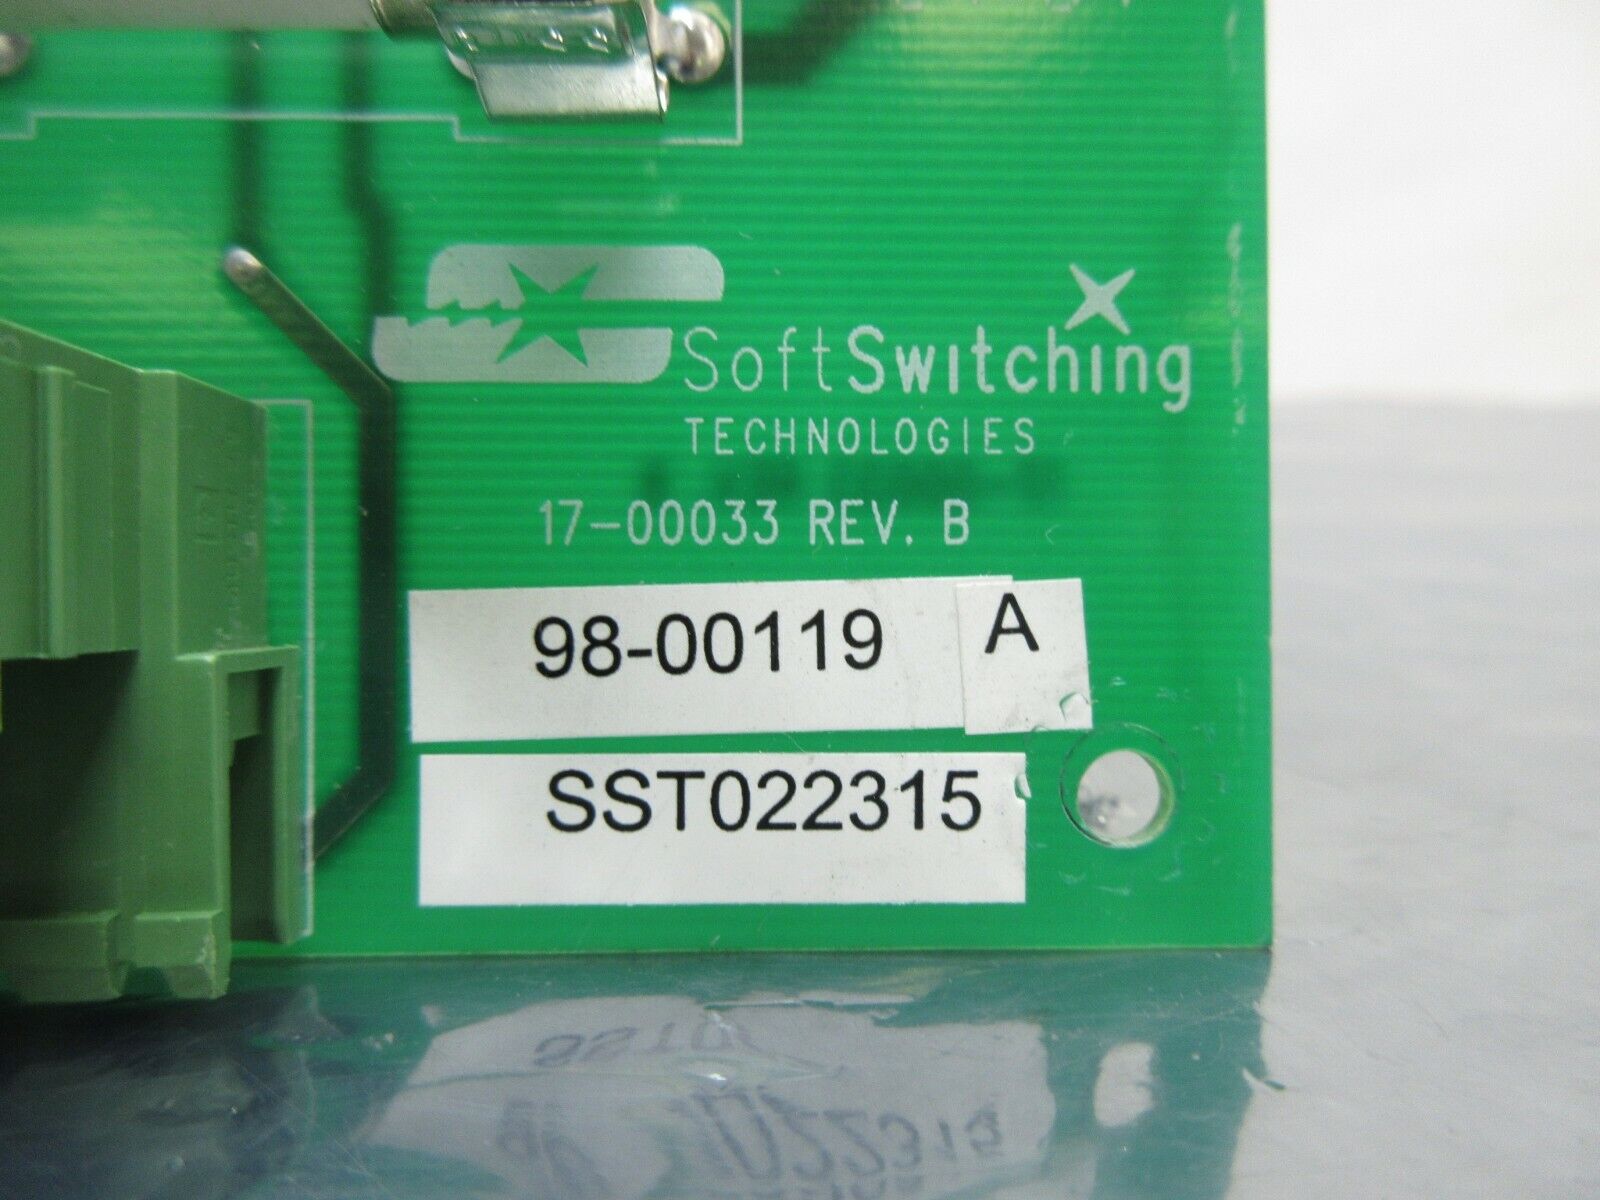 SoftSwitching
TECHNOLOGIES
17-00033 REV. B
98-00119 A
SST022315